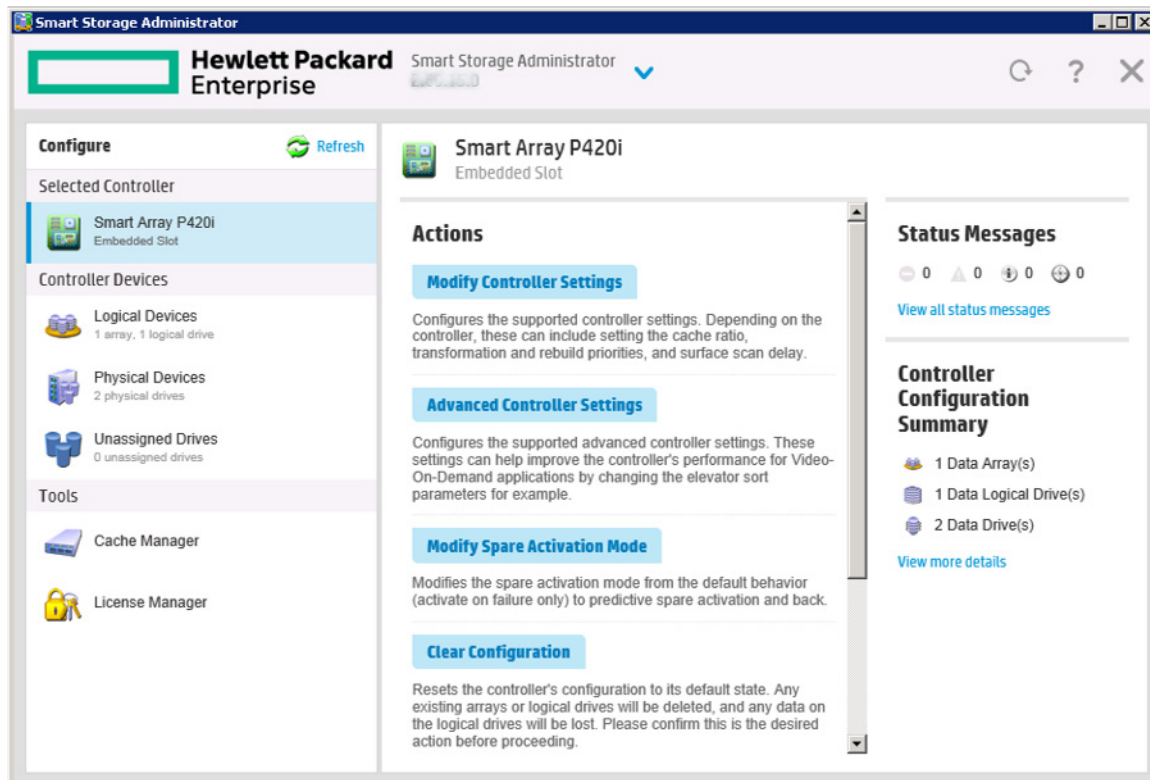 Smart Storage Administrator
Hewlett Packard
Enterprise
Smart Storage Administrator
?
Configure
Refresh
Selected Controller
Smart Array P420i
Embedded Slot
Controller Devices
Logical Devices
1 array, 1 logical drive
Physical Devices
2 physical drives
Unassigned Drives
0 unassigned drives
Tools
Cache Manager
License Manager
Smart Array P420i
Embedded Slot
Actions
Modify Controller Settings
Configures the supported controller settings. Depending on the
controller, these can include setting the cache ratio,
transformation and rebuild priorities, and surface scan delay.
Advanced Controller Settings
Configures the supported advanced controller settings. These
settings can help improve the controller's performance for Video-
On-Demand applications by changing the elevator sort
parameters for example.
Modify Spare Activation Mode
Modifies the spare activation mode from the default behavior
(activate on failure only) to predictive spare activation and back.
Clear Configuration
Resets the controller's configuration to its default state. Any
existing arrays or logical drives will be deleted, and any data on
the logical drives will be lost. Please confirm this is the desired
action before proceeding.
Status Messages
0 0 0 0
View all status messages
Controller
Configuration
Summary
1 Data Array(s)
1 Data Logical Drive(s)
2 Data Drive(s)
View more details